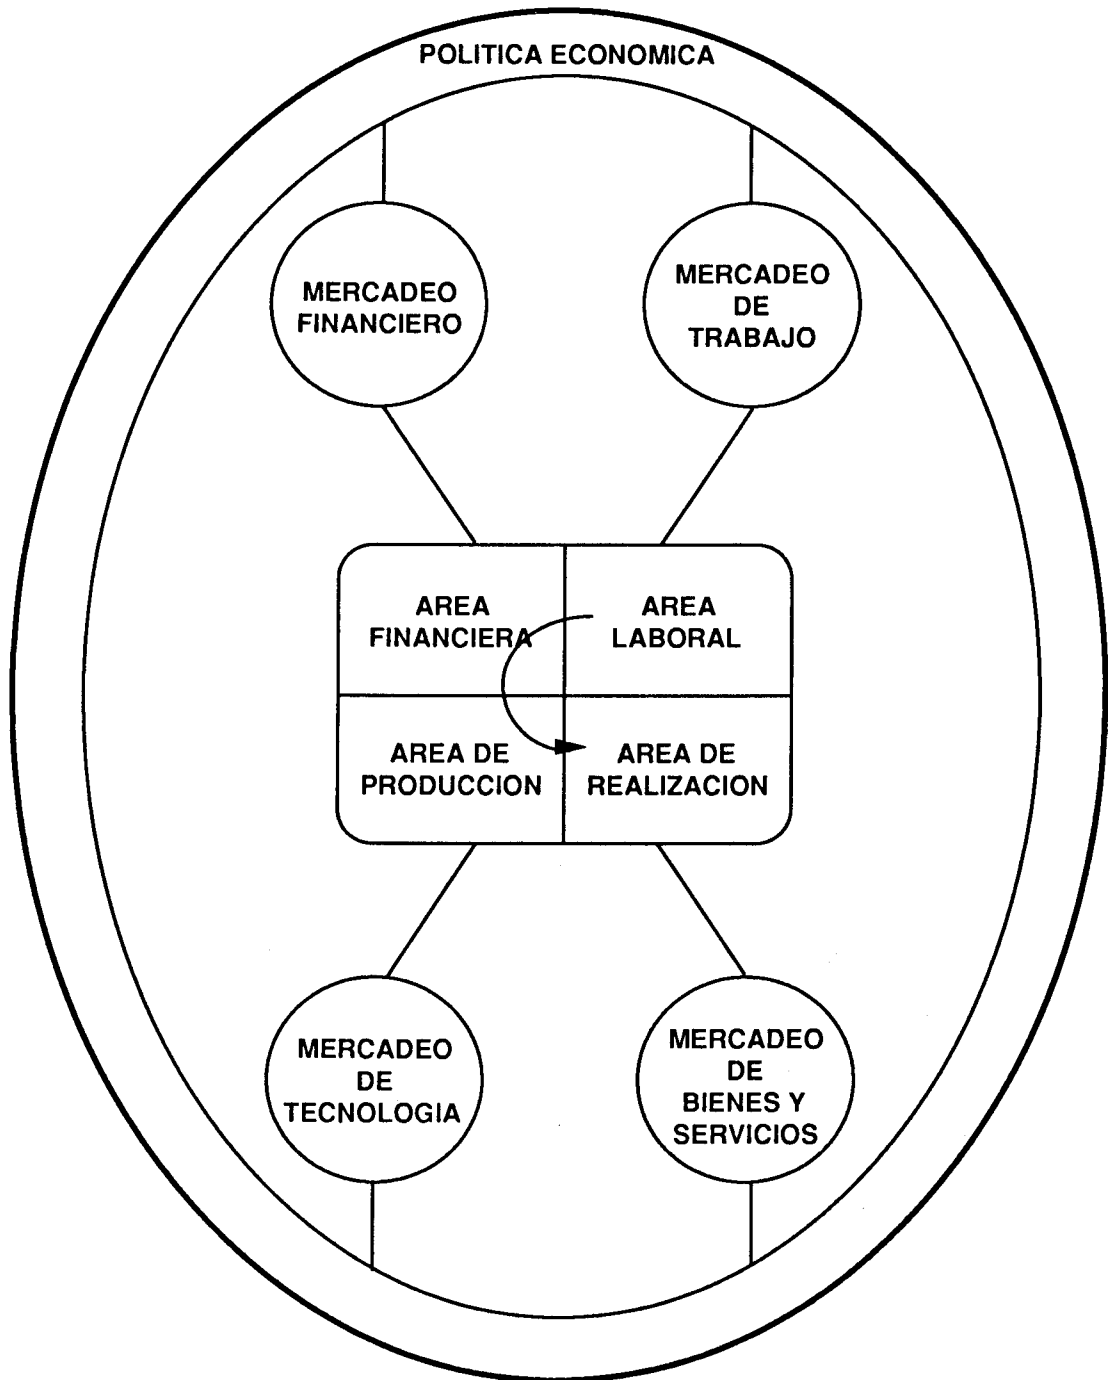 POLITICA ECONOMICA
MERCADEO
FINANCIERO
MERCADEO
DE
TRABAJO
AREA
FINANCIERA
AREA
LABORAL
AREA DE
PRODUCCION
AREA DE
REALIZACION
MERCADEO
DE
TECNOLOGIA
MERCADEO
DE
BIENES Y
SERVICIOS